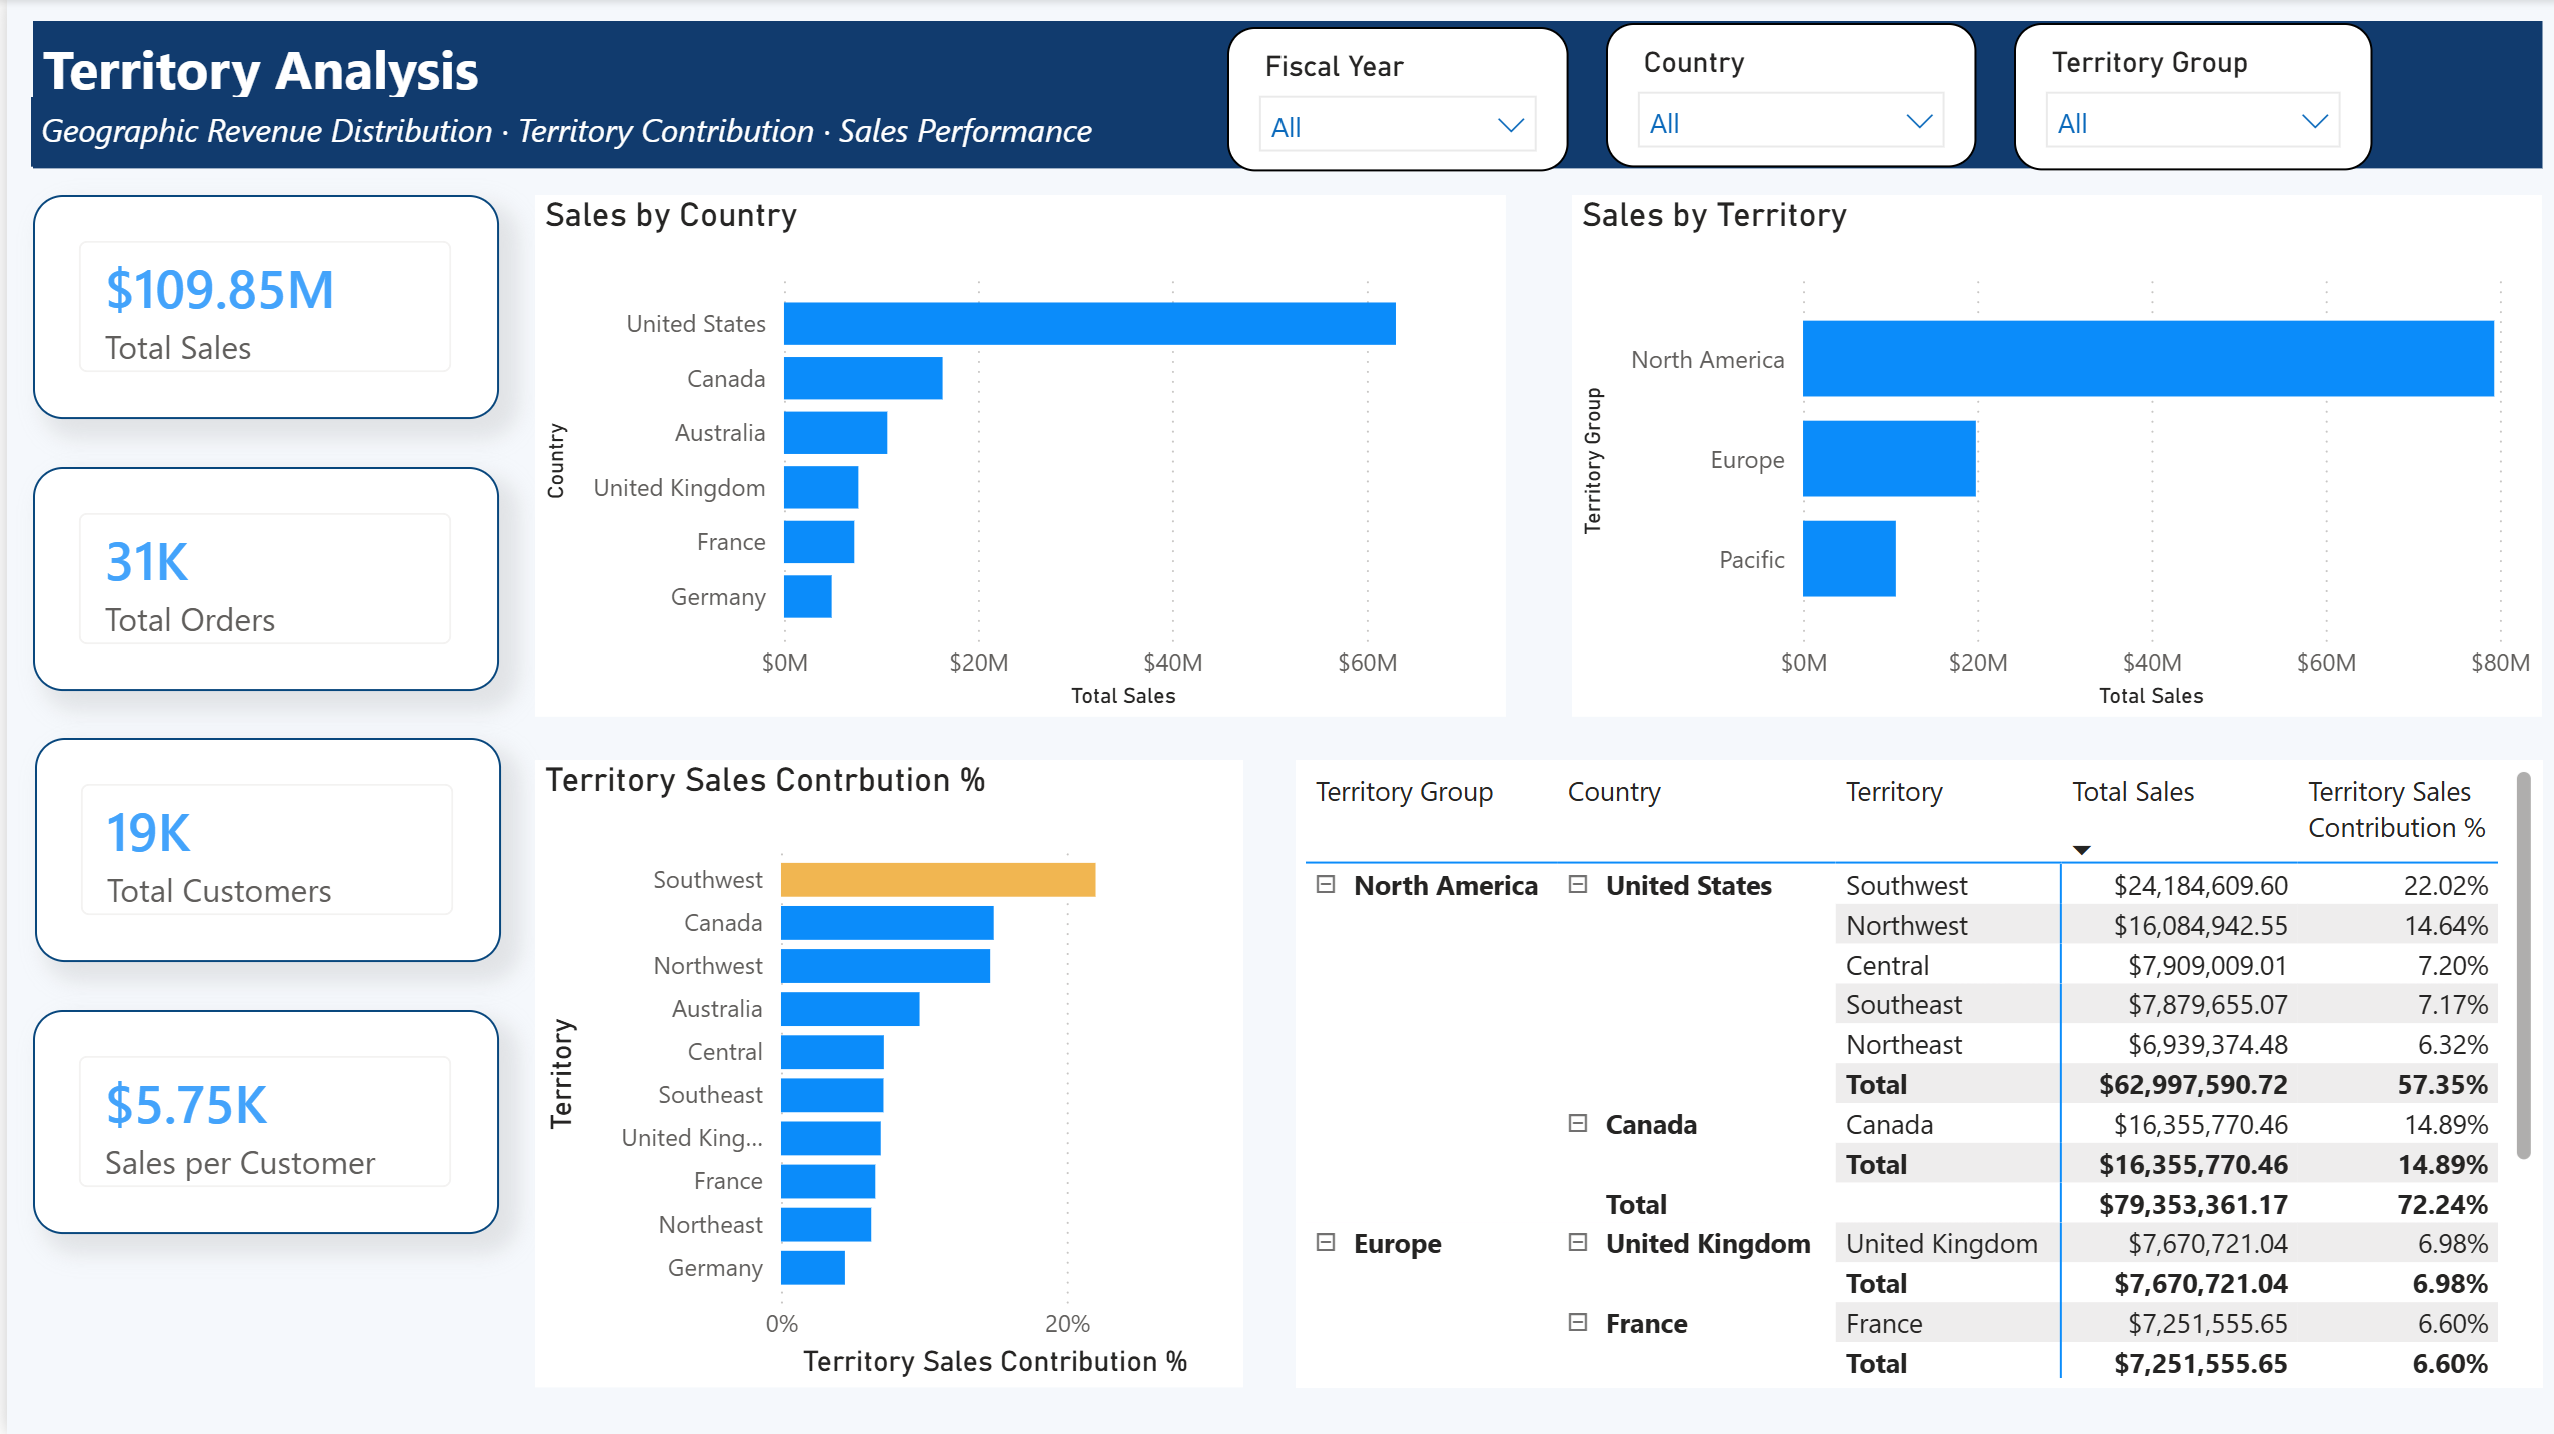 Territory Analysis
Geographic Revenue Distribution · Territory Contribution · Sales Performance
Fiscal Year
All
Country
All
Territory Group
All
$109.85M
Total Sales
31K
Total Orders
19K
Total Customers
$5.75K
Sales per Customer
Sales by Country
Country
United States
Canada
Australia
United Kingdom
France
Germany
$0M $20M $40M $60M
Total Sales
Sales by Territory
Territory Group
North America
Europe
Pacific
$0M $20M $40M $60M $80M
Total Sales
Territory Sales Contrbution %
Territory
Southwest
Canada
Northwest
Australia
Central
Southeast
United King...
France
Northeast
Germany
0% 20%
Territory Sales Contribution %
Territory Group Country Territory Total Sales Territory Sales
Contribution %
North America United States Southwest $24,184,609.60 22.02%
Northwest $16,084,942.55 14.64%
Central $7,909,009.01 7.20%
Southeast $7,879,655.07 7.17%
Northeast $6,939,374.48 6.32%
Total $62,997,590.72 57.35%
Canada Canada $16,355,770.46 14.89%
Total $16,355,770.46 14.89%
Total $79,353,361.17 72.24%
Europe United Kingdom United Kingdom $7,670,721.04 6.98%
Total $7,670,721.04 6.98%
France France $7,251,555.65 6.60%
Total $7,251,555.65 6.60%